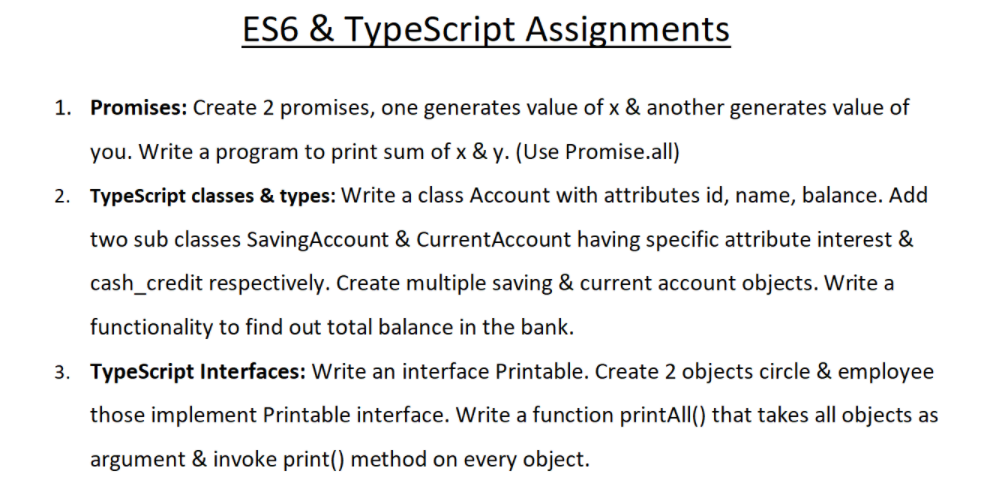 ES6 & TypeScript Assignments
1. Promises: Create 2 promises, one generates value of x & another generates value of
you. Write a program to print sum of x & y. (Use Promise.all)
2. TypeScript classes & types: Write a class Account with attributes id, name, balance. Add
two sub classes SavingAccount & CurrentAccount having specific attribute interest &
cash_credit respectively. Create multiple saving & current account objects. Write a
functionality to find out total balance in the bank.
3. TypeScript Interfaces: Write an interface Printable. Create 2 objects circle & employee
those implement Printable interface. Write a function printAll() that takes all objects as
argument & invoke print() method on every object.